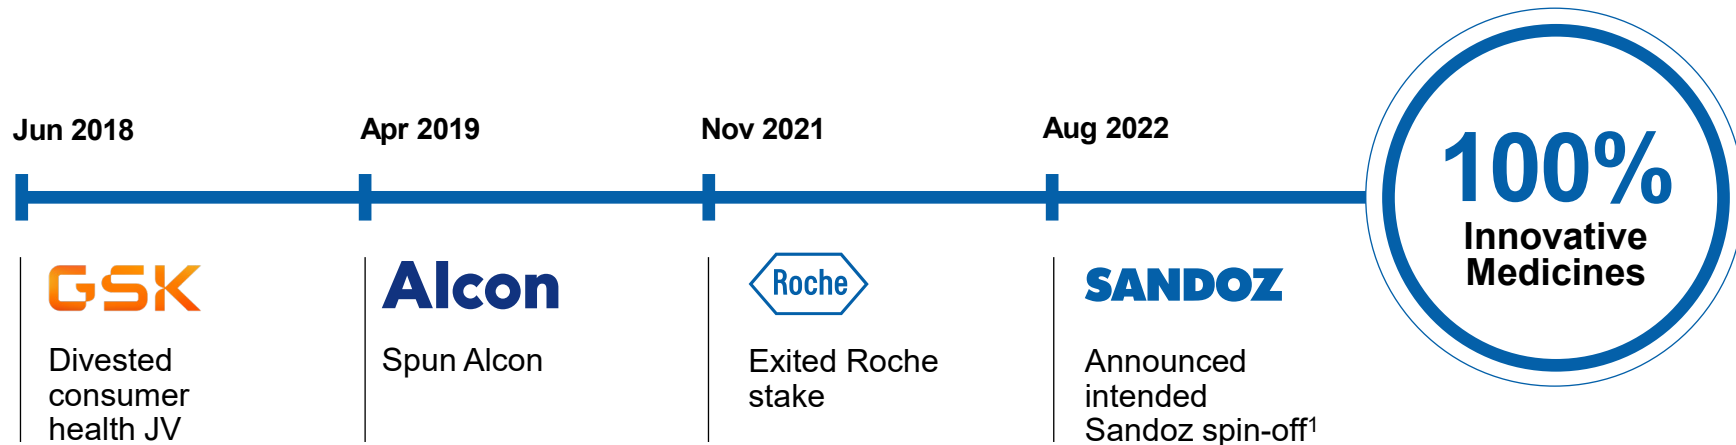 Jun 2018
Apr 2019
Nov 2021
Aug 2022
GSK
Divested
consumer
health JV
Alcon
Spun Alcon
Roche
Exited Roche
stake
SANDOZ
Announced
intended
Sandoz spin-off¹
100%
Innovative
Medicines